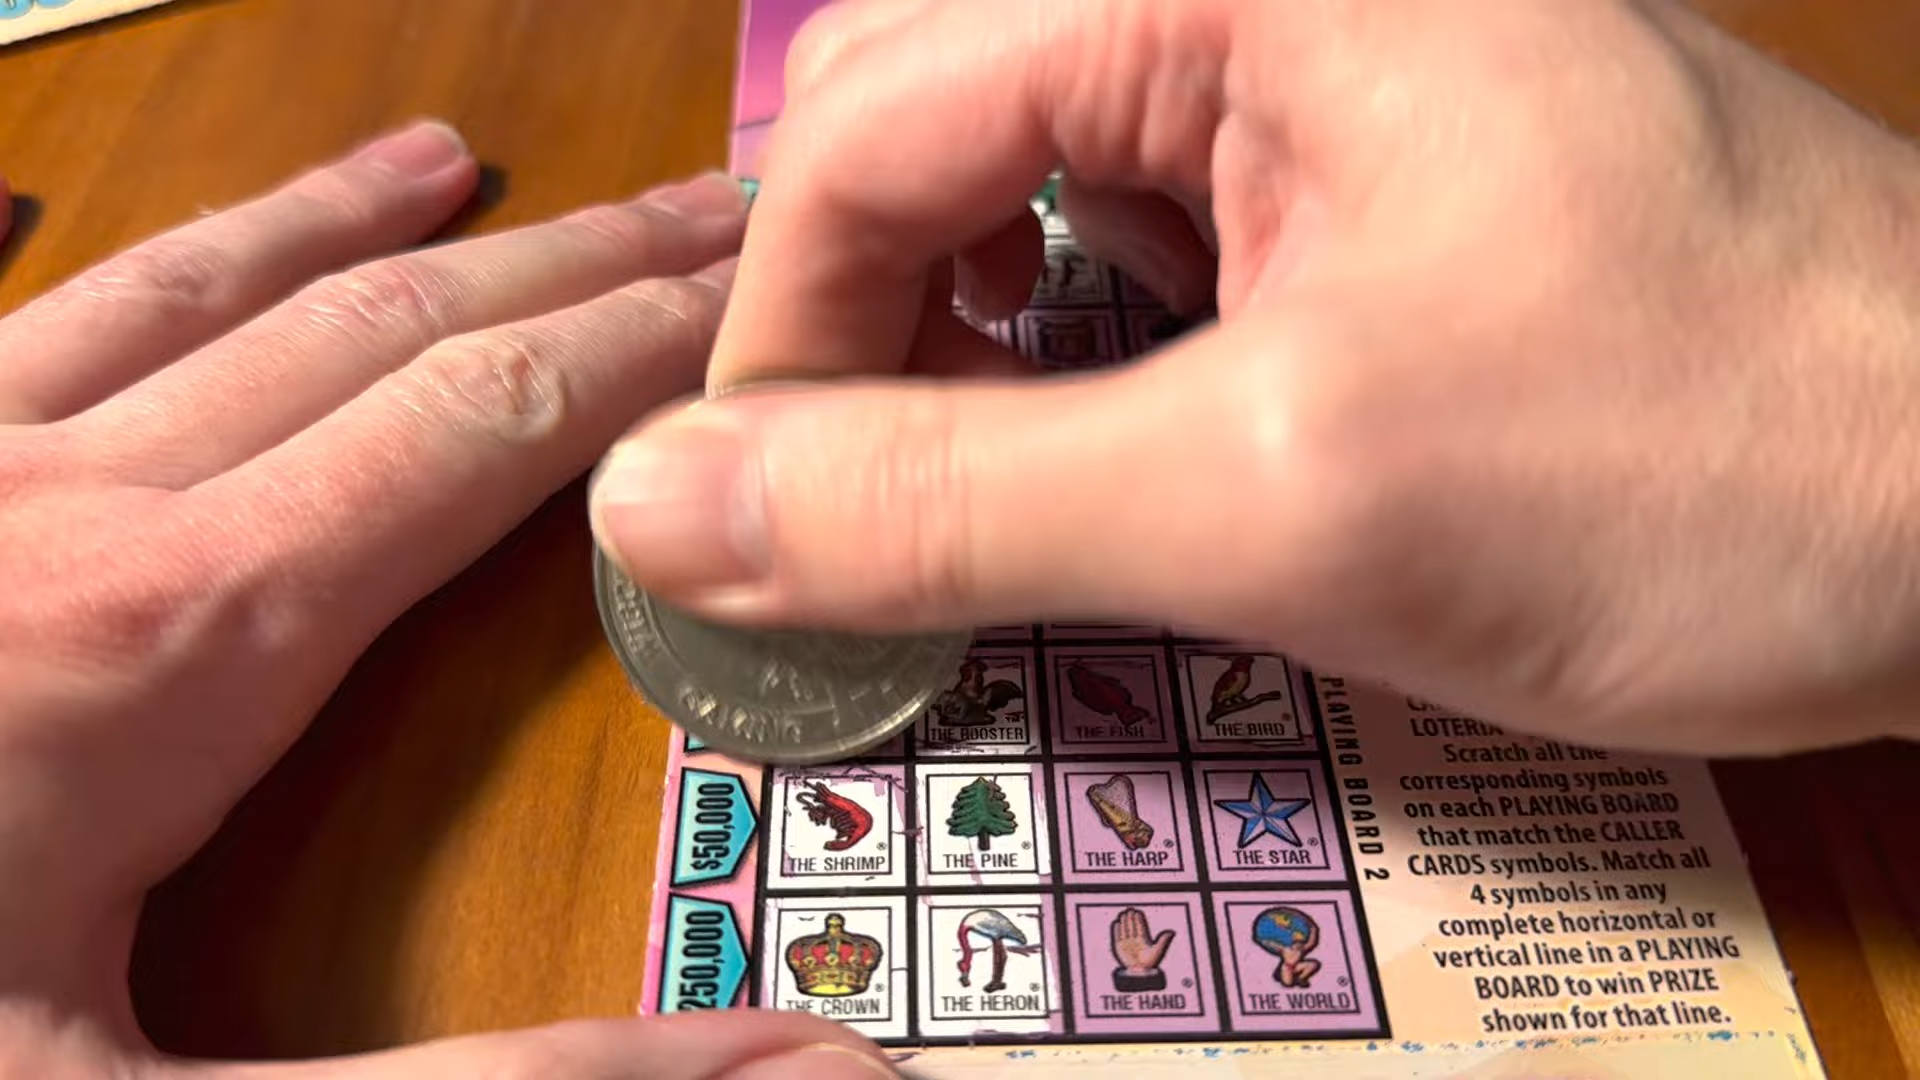 THE ROOSTER
THE FISH
THE BIRD
$50,000
THE SHRIMP
THE PINE
THE HARP
THE STAR
250,000
THE CROWN
THE HERON
THE HAND
THE WORLD
PLAYING BOARD 2
LOTERIA
Scratch all the
corresponding symbols
on each PLAYING BOARD
that match the CALLER
CARDS symbols. Match all
4 symbols in any
complete horizontal or
vertical line in a PLAYING
BOARD to win PRIZE
shown for that line.